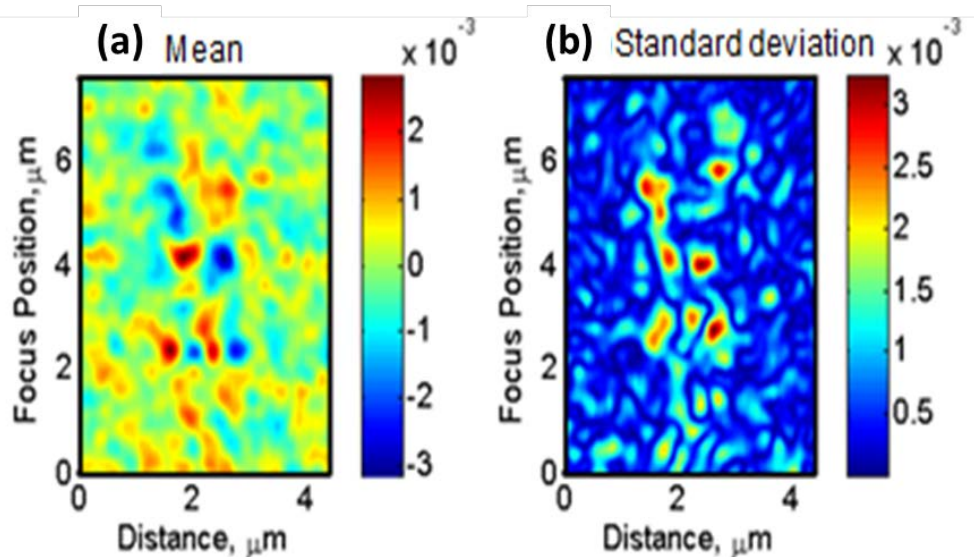 (a) Mean
x 10^-3
Focus Position, μm
6
4
2
0
0 2 4
Distance, μm
2
1
0
-1
-2
-3
(b) Standard deviation
x 10^-3
Focus Position, μm
6
4
2
0
0 2 4
Distance, μm
3
2.5
2
1.5
1
0.5